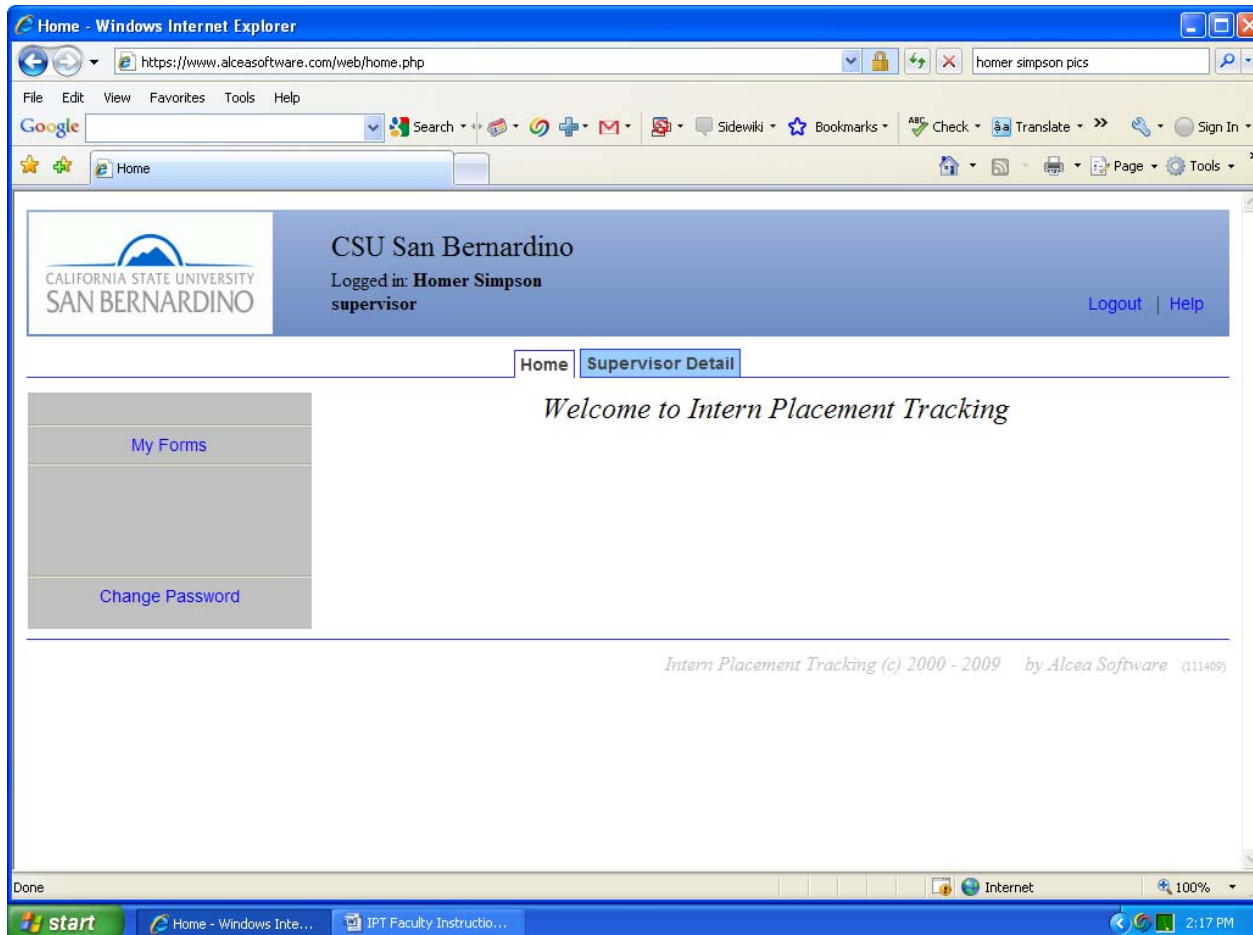 Home - Windows Internet Explorer
https://www.alceasoftware.com/web/home.php
homer simpson pics
File Edit View Favorites Tools Help
Google Search Sidewiki Bookmarks ABC Check åa Translate » Sign In
Home Page Tools
CALIFORNIA STATE UNIVERSITY
SAN BERNARDINO
CSU San Bernardino
Logged in: Homer Simpson
supervisor
Logout | Help
Home Supervisor Detail
Welcome to Intern Placement Tracking
My Forms
Change Password
Intern Placement Tracking (c) 2000 - 2009 by Alcea Software (111409)
Done Internet 100%
start Home - Windows Inte... IPT Faculty Instructio... 2:17 PM